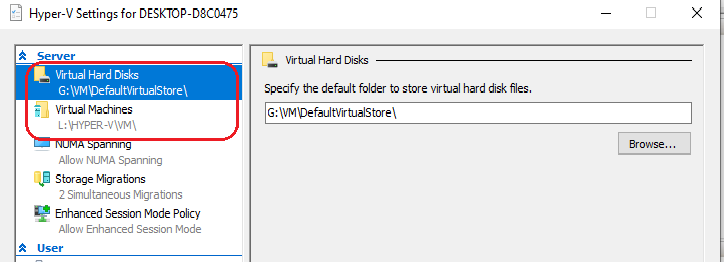 Hyper-V Settings for DESKTOP-D8C0475
Server
Virtual Hard Disks
G:\VM\DefaultVirtualStore\
Virtual Machines
L:\HYPER-V\VM\
NUMA Spanning
Allow NUMA Spanning
Storage Migrations
2 Simultaneous Migrations
Enhanced Session Mode Policy
Allow Enhanced Session Mode
User
Virtual Hard Disks
Specify the default folder to store virtual hard disk files.
G:\VM\DefaultVirtualStore\
Browse...